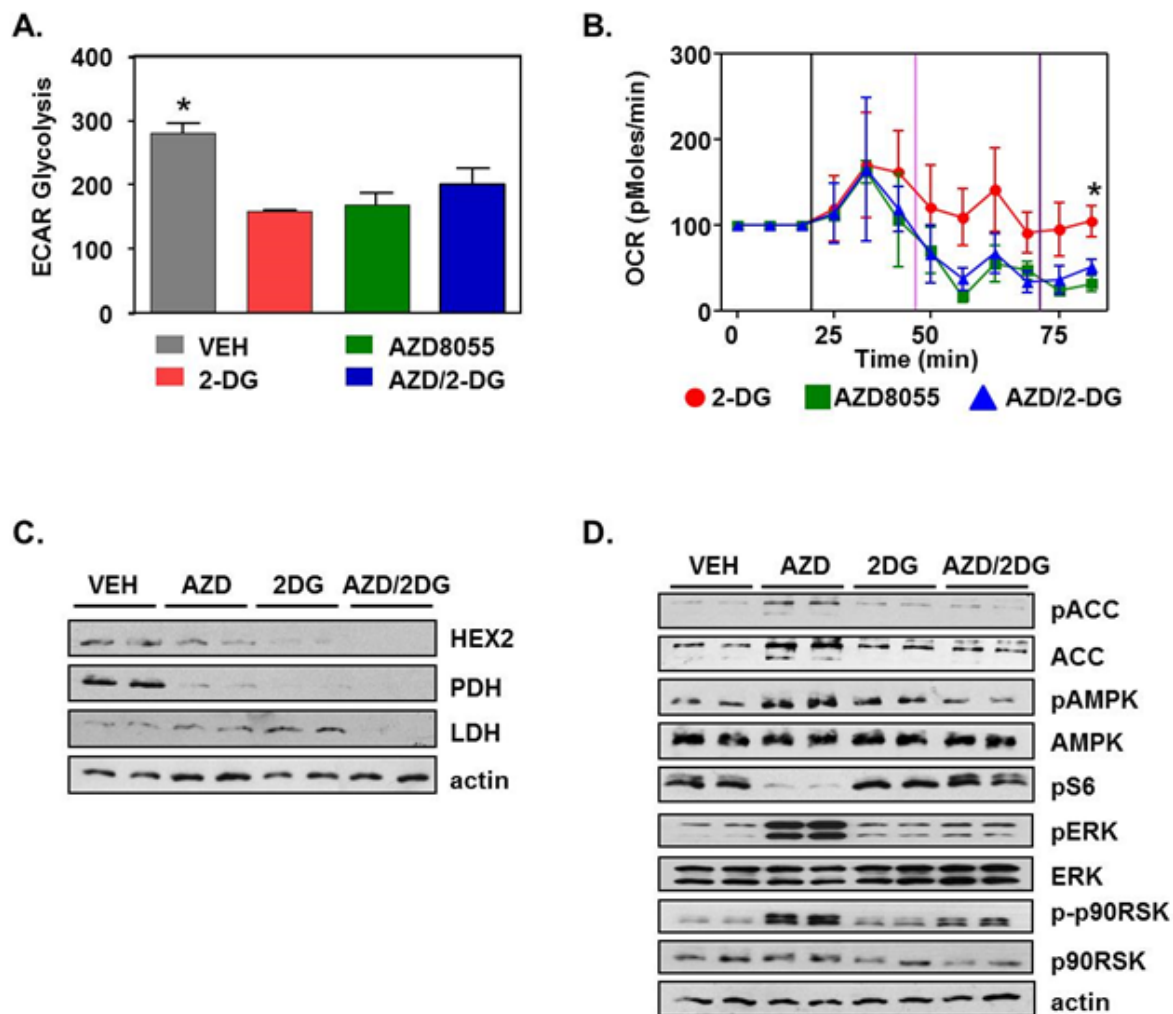 A.
400
300
200
100
0
ECAR Glycolysis
*
VEH
AZD8055
2-DG
AZD/2-DG
B.
300
200
100
0
OCR (pMoles/min)
*
0
25
50
75
Time (min)
2-DG
AZD8055
AZD/2-DG
C.
VEH
AZD
2DG
AZD/2DG
HEX2
PDH
LDH
actin
D.
VEH
AZD
2DG
AZD/2DG
pACC
ACC
pAMPK
AMPK
pS6
pERK
ERK
p-p90RSK
p90RSK
actin